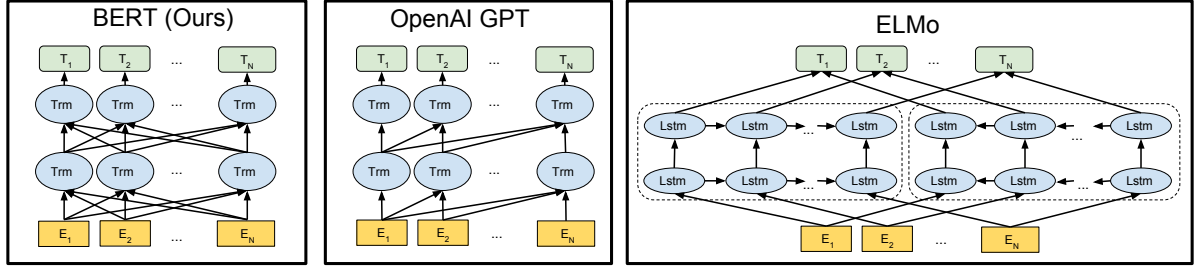 BERT (Ours)
T1 T2 ... TN
Trm Trm ... Trm
Trm Trm ... Trm
E1 E2 ... EN
OpenAI GPT
T1 T2 ... TN
Trm Trm ... Trm
Trm Trm ... Trm
E1 E2 ... EN
ELMo
T1 T2 ... TN
Lstm Lstm ... Lstm Lstm Lstm ... Lstm
Lstm Lstm ... Lstm Lstm Lstm ... Lstm
E1 E2 ... EN